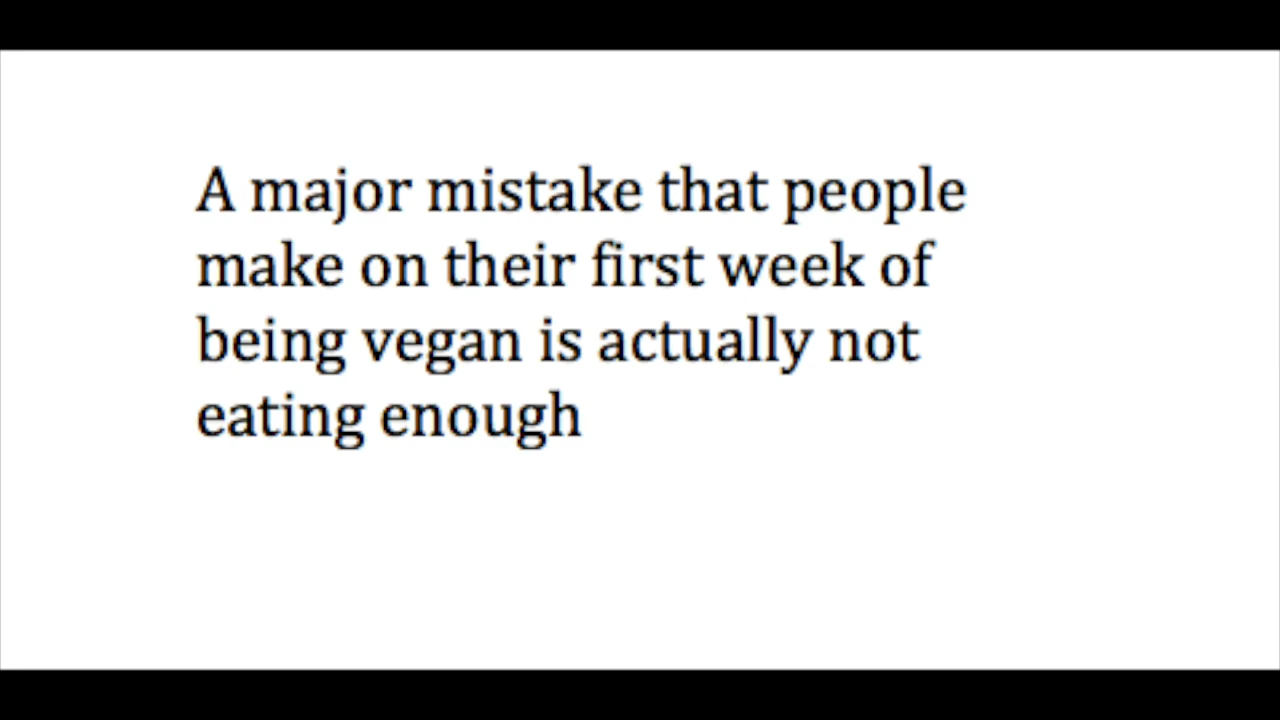 A major mistake that people
make on their first week of
being vegan is actually not
eating enough